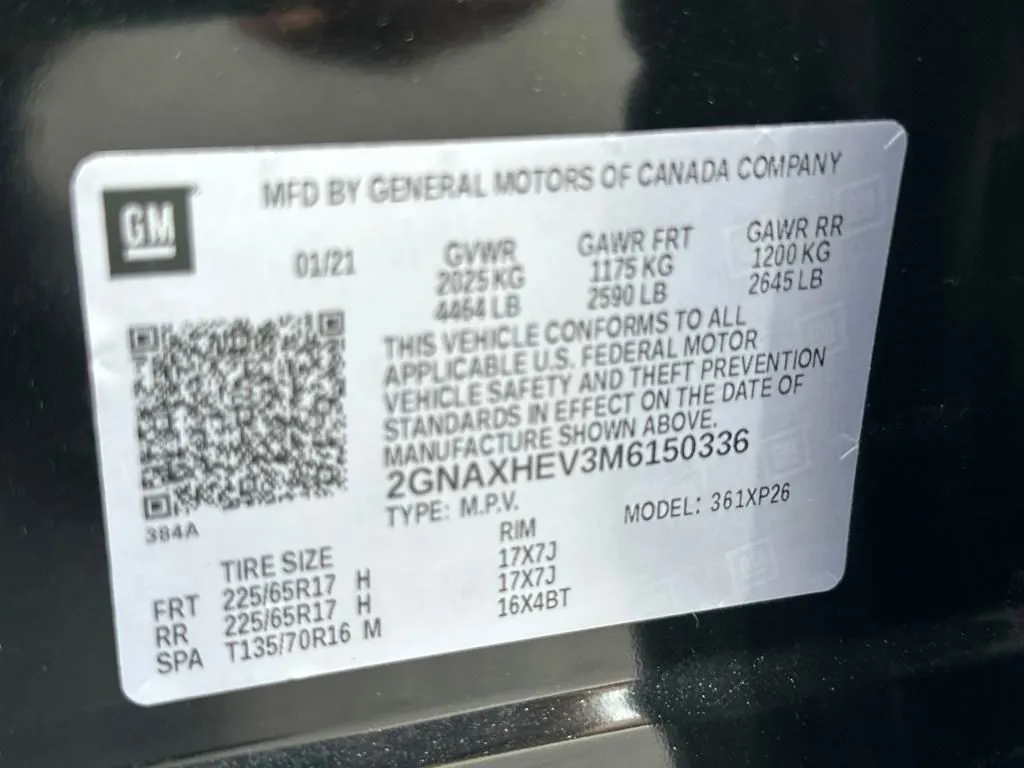 GM
MFD BY GENERAL MOTORS OF CANADA COMPANY
01/21 GVWR GAWR FRT GAWR RR
2025 KG 1175 KG 1200 KG
4464 LB 2590 LB 2645 LB
THIS VEHICLE CONFORMS TO ALL
APPLICABLE U.S. FEDERAL MOTOR
VEHICLE SAFETY AND THEFT PREVENTION
STANDARDS IN EFFECT ON THE DATE OF
MANUFACTURE SHOWN ABOVE.
2GNAXHEV3M6150336
TYPE: M.P.V. MODEL: 361XP26
384A
TIRE SIZE RIM
FRT 225/65R17 H 17X7J
RR 225/65R17 H 17X7J
SPA T135/70R16 M 16X4BT